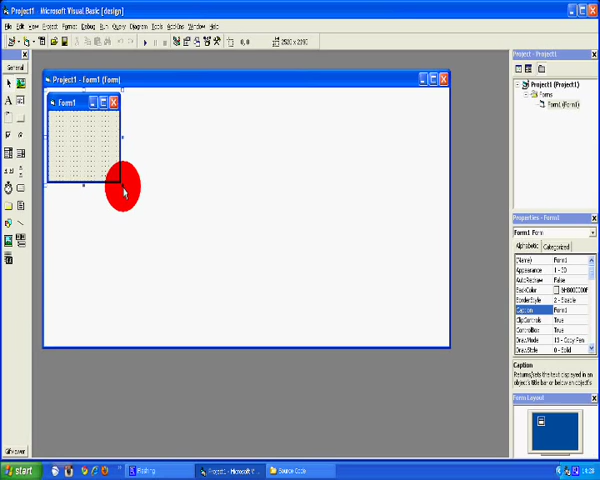 Project1 - Microsoft Visual Basic [design]
File Edit View Project Format Debug Run Query Diagram Tools Add-Ins Window Help
0, 0
General
Project1 - Form1 (Form)
Form1
Project - Project1
Project1 (Project1)
Forms
Form1 (Form1)
Properties - Form1
Form1 Form
Alphabetic Categorized
(Name) Form1
Appearance 1 - 3D
AutoRedraw False
BackColor
BorderStyle 2 - Sizable
Caption Form1
ClipControls True
ControlBox True
DrawMode 13 - Copy Pen
DrawStyle 0 - Solid
Caption
Returns/sets the text displayed in an
object's title bar or below an object's
Form Layout
start
Project1 - Microsoft V...
Source Code